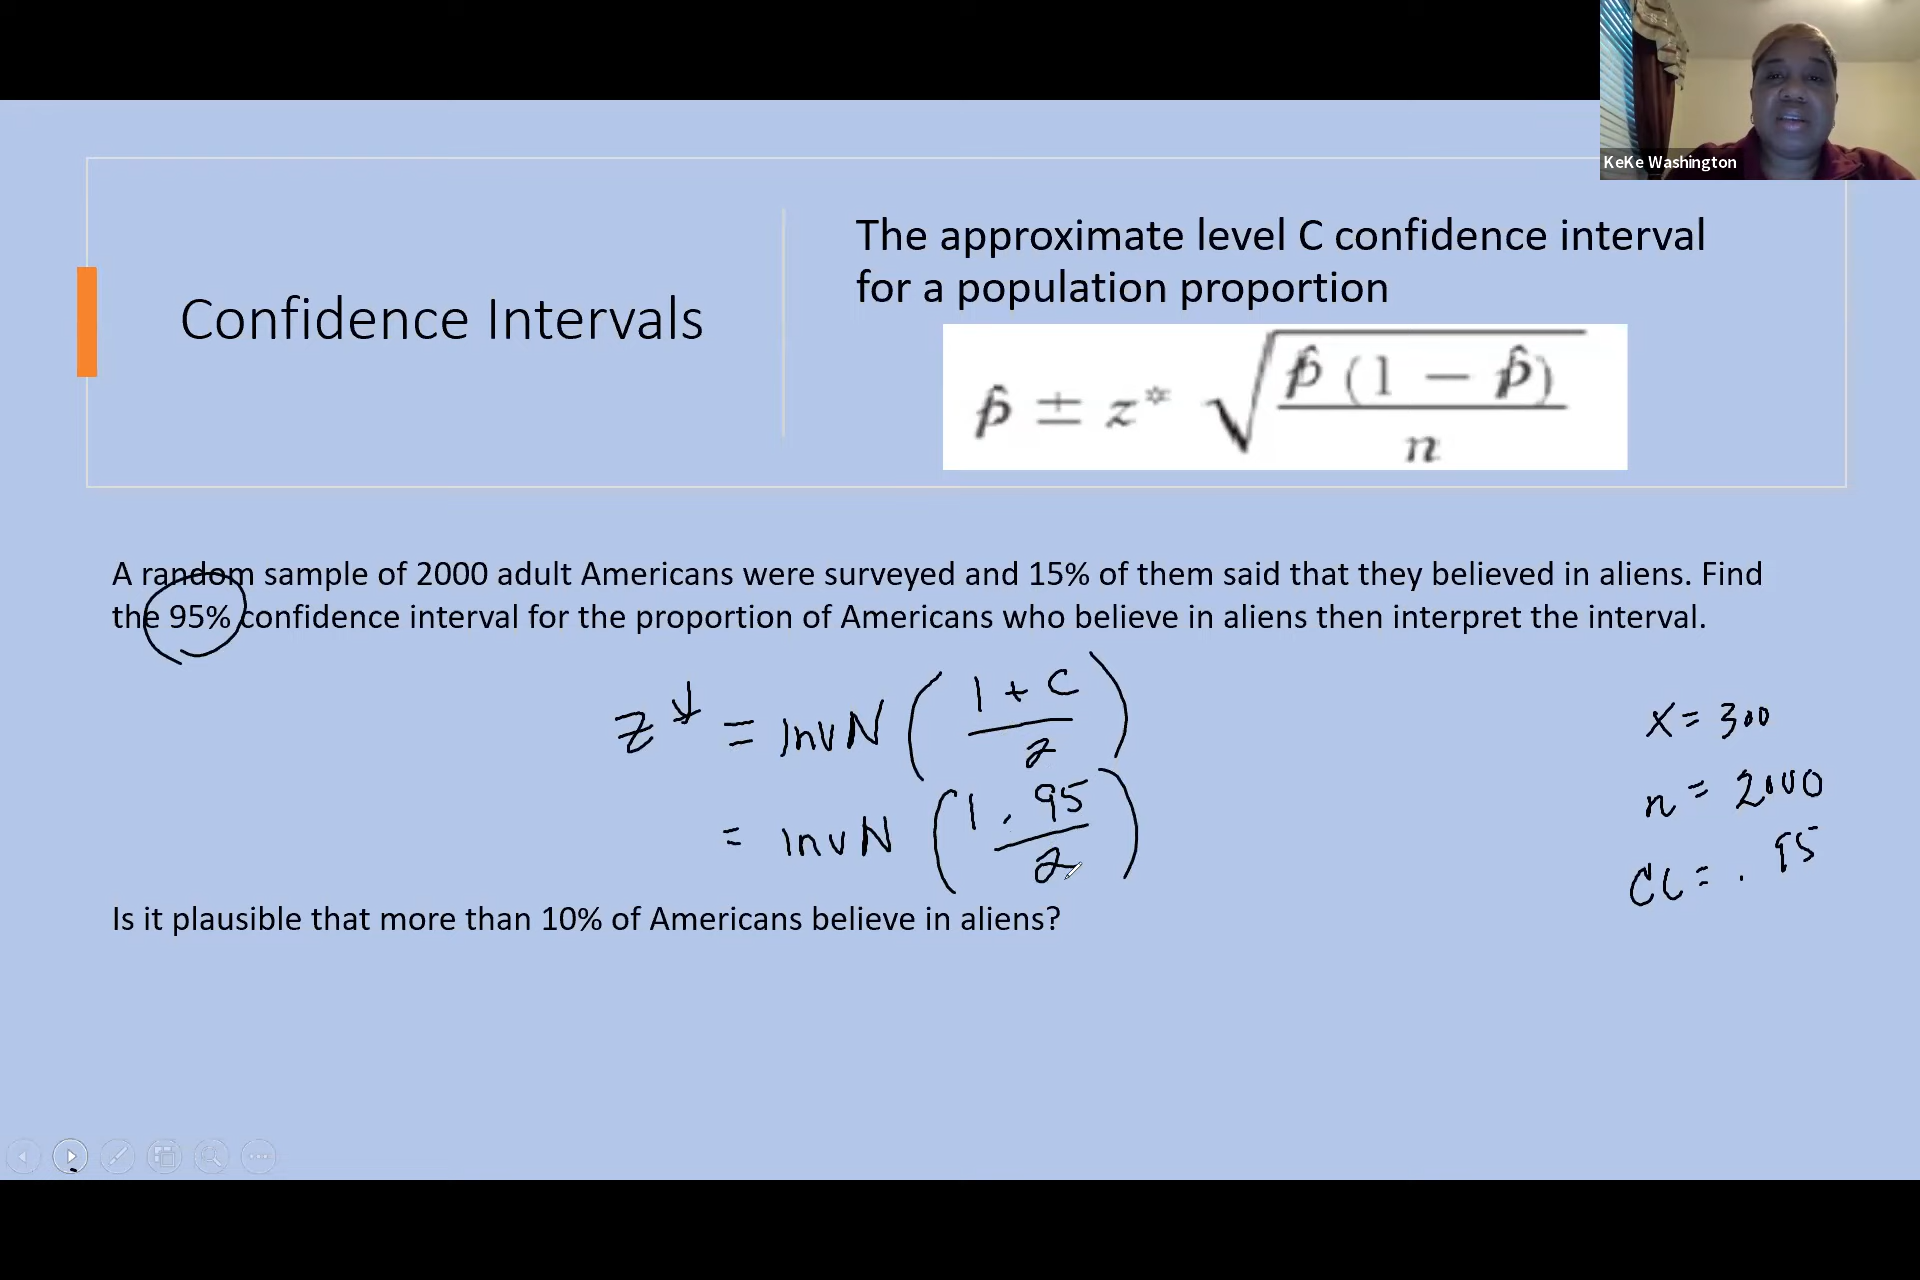 KeKe Washington
Confidence Intervals
The approximate level C confidence interval
for a population proportion
p̂ ± z* √(p̂ (1 − p̂) / n)
A random sample of 2000 adult Americans were surveyed and 15% of them said that they believed in aliens. Find
the 95% confidence interval for the proportion of Americans who believe in aliens then interpret the interval.
z* = invN (1 + C / 2)
= invN (1.95 / 2)
x = 300
n = 2000
CL = .95
Is it plausible that more than 10% of Americans believe in aliens?